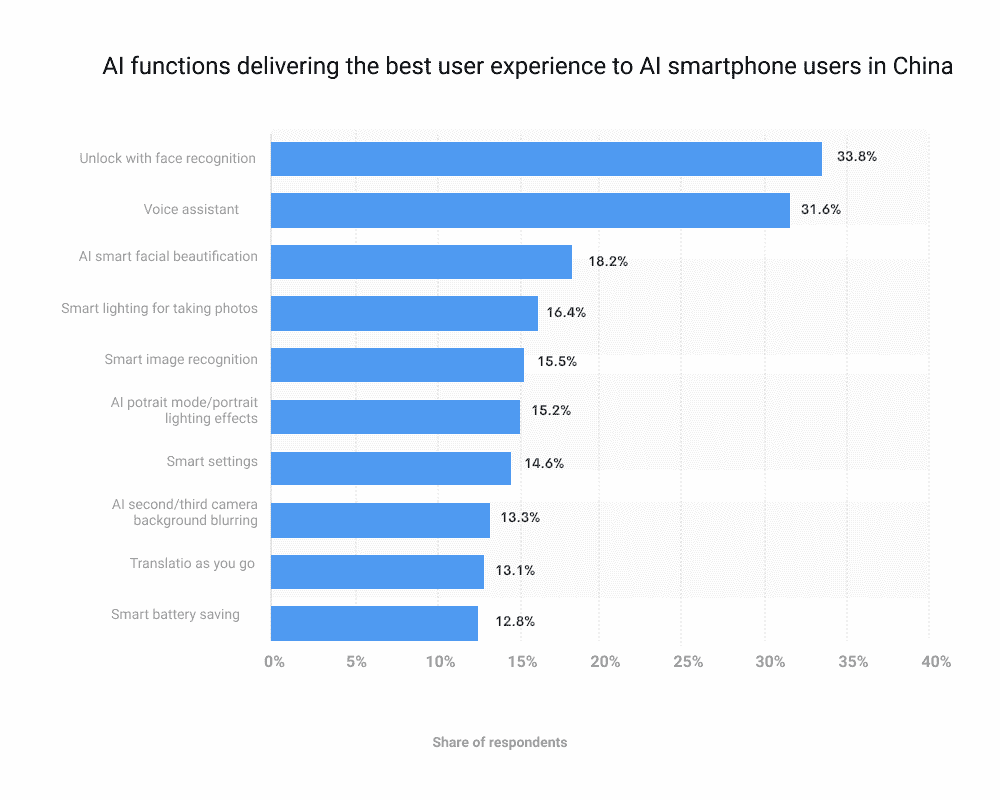 AI functions delivering the best user experience to AI smartphone users in China
Unlock with face recognition
33.8%
Voice assistant
31.6%
AI smart facial beautification
18.2%
Smart lighting for taking photos
16.4%
Smart image recognition
15.5%
AI potrait mode/portrait
lighting effects
15.2%
Smart settings
14.6%
AI second/third camera
background blurring
13.3%
Translatio as you go
13.1%
Smart battery saving
12.8%
0% 5% 10% 15% 20% 25% 30% 35% 40%
Share of respondents